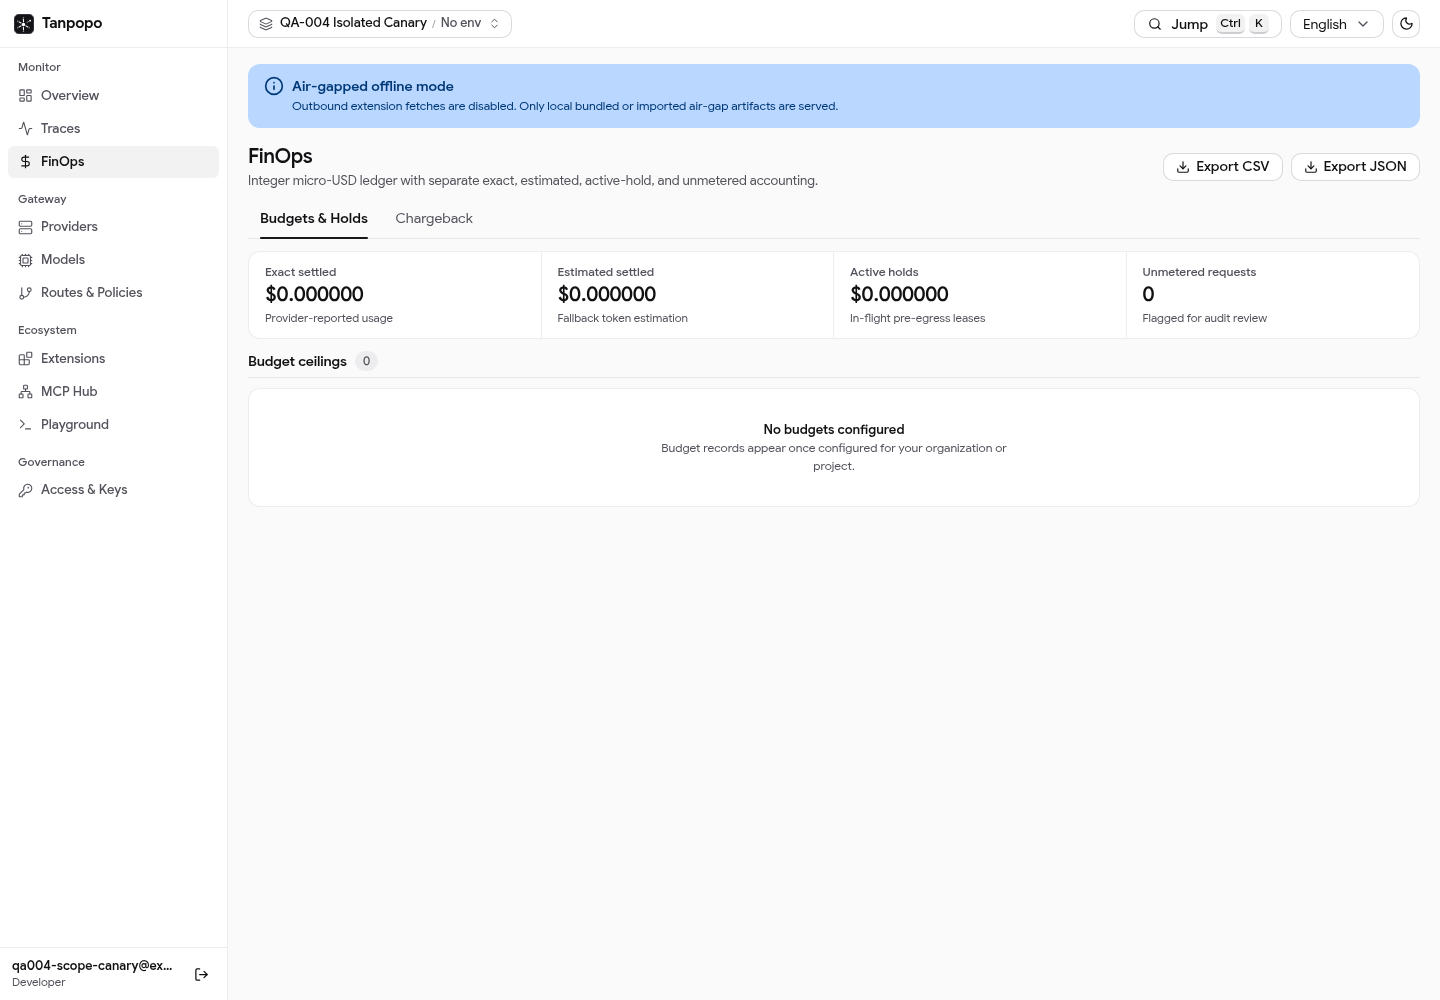 Tanpopo
QA-004 Isolated Canary / No env
Jump Ctrl K
English
Monitor
Overview
Traces
FinOps
Gateway
Providers
Models
Routes & Policies
Ecosystem
Extensions
MCP Hub
Playground
Governance
Access & Keys
qa004-scope-canary@ex...
Developer
Air-gapped offline mode
Outbound extension fetches are disabled. Only local bundled or imported air-gap artifacts are served.
FinOps
Integer micro-USD ledger with separate exact, estimated, active-hold, and unmetered accounting.
Export CSV
Export JSON
Budgets & Holds
Chargeback
Exact settled
$0.000000
Provider-reported usage
Estimated settled
$0.000000
Fallback token estimation
Active holds
$0.000000
In-flight pre-egress leases
Unmetered requests
0
Flagged for audit review
Budget ceilings 0
No budgets configured
Budget records appear once configured for your organization or
project.